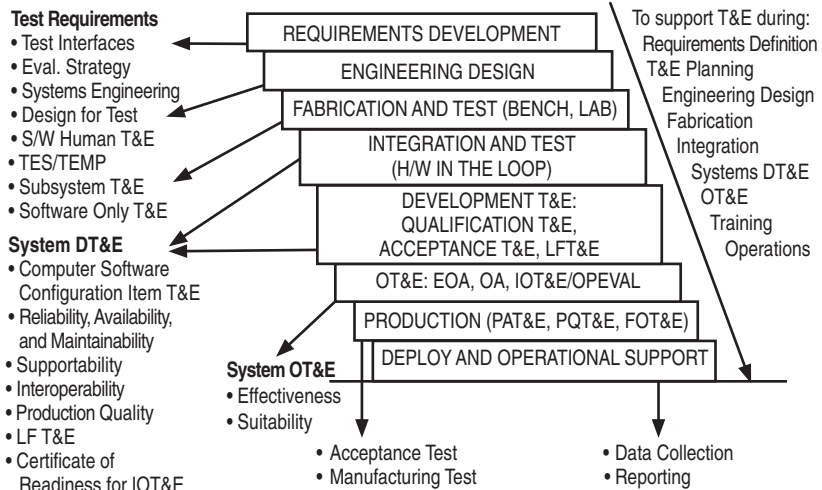 Test Requirements
• Test Interfaces
• Eval. Strategy
• Systems Engineering
• Design for Test
• S/W Human T&E
• TES/TEMP
• Subsystem T&E
• Software Only T&E
System DT&E
• Computer Software
Configuration Item T&E
• Reliability, Availability,
and Maintainability
• Supportability
• Interoperability
• Production Quality
• LF T&E
• Certificate of
Readiness for IOT&E
REQUIREMENTS DEVELOPMENT
ENGINEERING DESIGN
FABRICATION AND TEST (BENCH, LAB)
INTEGRATION AND TEST
(H/W IN THE LOOP)
DEVELOPMENT T&E:
QUALIFICATION T&E,
ACCEPTANCE T&E, LFT&E
OT&E: EOA, OA, IOT&E/OPEVAL
PRODUCTION (PAT&E, PQT&E, FOT&E)
DEPLOY AND OPERATIONAL SUPPORT
System OT&E
• Effectiveness
• Suitability
• Acceptance Test
• Manufacturing Test
• Data Collection
• Reporting
To support T&E during:
Requirements Definition
T&E Planning
Engineering Design
Fabrication
Integration
Systems DT&E
OT&E
Training
Operations